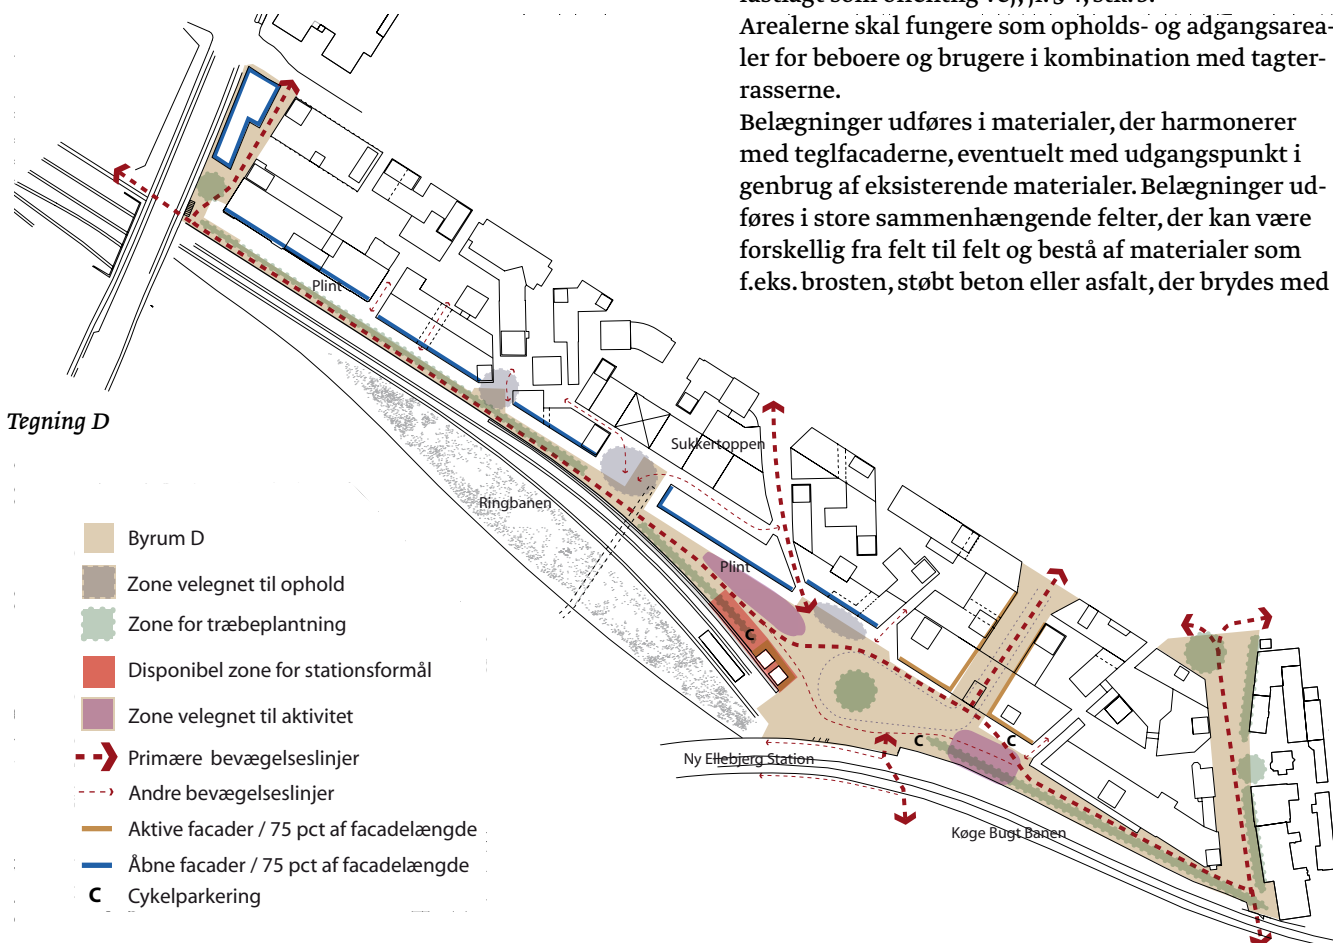 Arealerne skal fungere som opholds- og adgangsarea-
ler for beboere og brugere i kombination med tagter-
rasserne.
Belægninger udføres i materialer, der harmonerer
med teglfacaderne, eventuelt med udgangspunkt i
genbrug af eksisterende materialer. Belægninger ud-
føres i store sammenhængende felter, der kan være
forskellig fra felt til felt og bestå af materialer som
f.eks. brosten, støbt beton eller asfalt, der brydes med
Plint
Tegning D
Sukkertoppen
Ringbanen
Plint
C
C
C
Ny Ellebjerg Station
Køge Bugt Banen
Byrum D
Zone velegnet til ophold
Zone for træbeplantning
Disponibel zone for stationsformål
Zone velegnet til aktivitet
Primære bevægelseslinjer
Andre bevægelseslinjer
Aktive facader / 75 pct af facadelængde
Åbne facader / 75 pct af facadelængde
C Cykelparkering